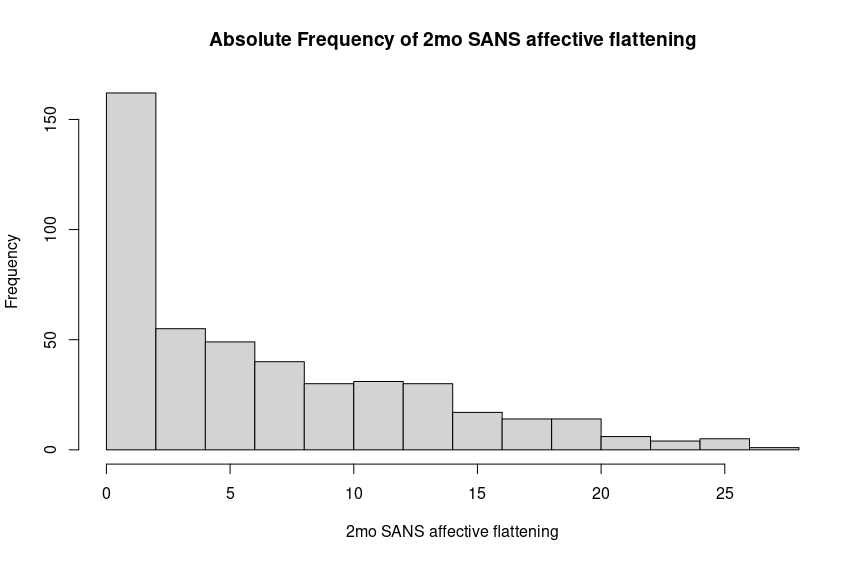 Absolute Frequency of 2mo SANS affective flattening
Frequency
150
100
50
0
0 5 10 15 20 25
2mo SANS affective flattening